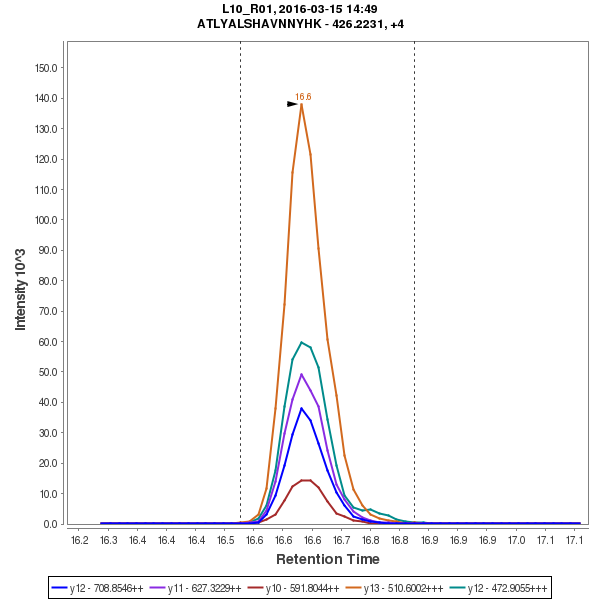 L10_R01, 2016-03-15 14:49
ATLYALSHAVNNYHK - 426.2231, +4
150.0
140.0
130.0
120.0
110.0
100.0
90.0
80.0
70.0
60.0
50.0
40.0
30.0
20.0
10.0
0.0
Intensity 10^3
16.6
16.2 16.3 16.4 16.4 16.5 16.5 16.6 16.6 16.6 16.7 16.8 16.8 16.9 16.9 17.0 17.0 17.1 17.1
Retention Time
y12 - 708.8546++ y11 - 627.3229++ y10 - 591.8044++ y13 - 510.6002+++ y12 - 472.9055+++